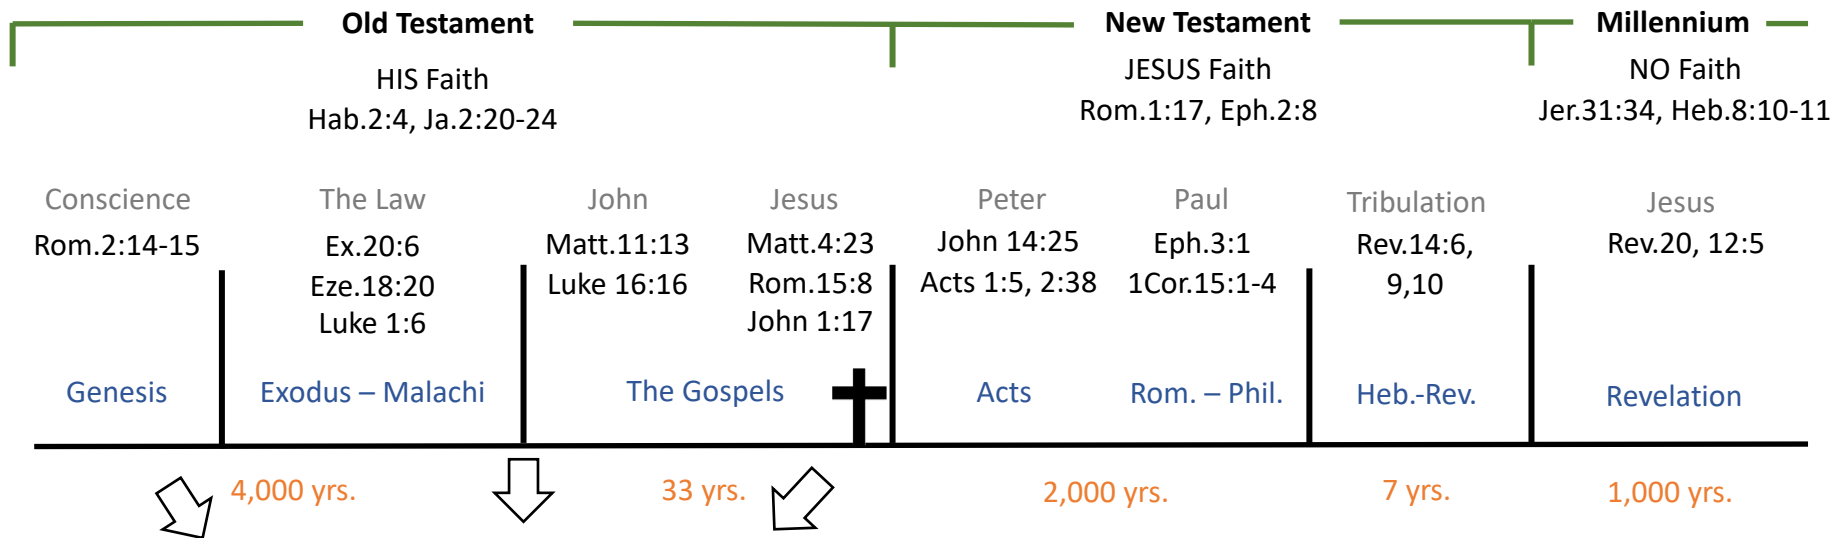 Old Testament
New Testament
Millennium
HIS Faith
Hab.2:4, Ja.2:20-24
JESUS Faith
Rom.1:17, Eph.2:8
NO Faith
Jer.31:34, Heb.8:10-11
Conscience
Rom.2:14-15
The Law
Ex.20:6
Eze.18:20
Luke 1:6
John
Matt.11:13
Luke 16:16
Jesus
Matt.4:23
Rom.15:8
John 1:17
Peter
John 14:25
Acts 1:5, 2:38
Paul
Eph.3:1
1Cor.15:1-4
Tribulation
Rev.14:6,
9,10
Jesus
Rev.20, 12:5
Genesis
Exodus – Malachi
The Gospels
Acts
Rom. – Phil.
Heb.-Rev.
Revelation
4,000 yrs.
33 yrs.
2,000 yrs.
7 yrs.
1,000 yrs.